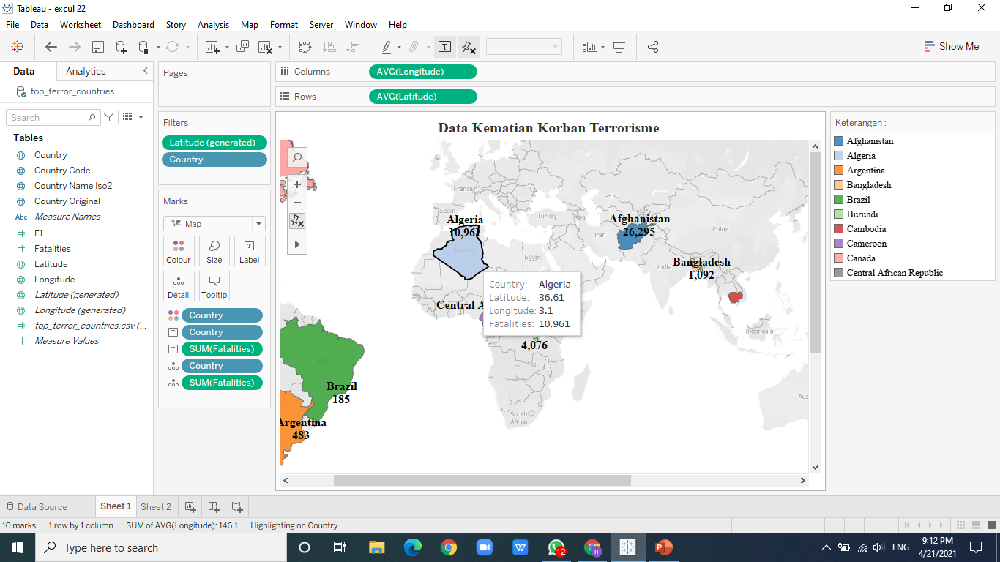 Tableau - excul 22
File Data Worksheet Dashboard Story Analysis Map Format Server Window Help
Show Me
Data Analytics
top_terror_countries
Search
Tables
Country
Country Code
Country Name Iso2
Country Original
Abc Measure Names
F1
Fatalities
Latitude
Longitude
Latitude (generated)
Longitude (generated)
top_terror_countries.csv (...
Measure Values
Pages
Filters
Latitude (generated)
Country
Marks
Map
Colour Size Label
Detail Tooltip
Country
Country
SUM(Fatalities)
Country
SUM(Fatalities)
Columns AVG(Longitude)
Rows AVG(Latitude)
Data Kematian Korban Terrorisme
France
Spain
Turkey
Iran
China
Egypt
India
Algeria
10,961
Algeria
Afghanistan
26,295
Bangladesh
1,092
Central A
Country: Algeria
Latitude: 36.61
Longitude: 3.1
Fatalities: 10,961
4,076
Indonesia
Brazil
Brazil
185
Argentina
483
South
Africa
Aus
Keterangan :
Afghanistan
Algeria
Argentina
Bangladesh
Brazil
Burundi
Cambodia
Cameroon
Canada
Central African Republic
Data Source Sheet 1 Sheet 2
10 marks 1 row by 1 column SUM of AVG(Longitude): 146.1 Highlighting on Country
Type here to search
12
R
ENG
9:12 PM
4/21/2021